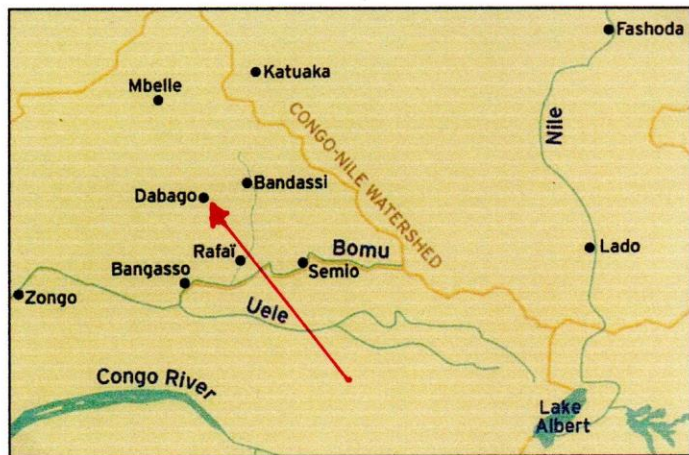 Fashoda
Katuaka
Mbelle
CONGO-NILE WATERSHED
Nile
Bandassi
Dabago
Bomu
Lado
Rafaï
Semio
Bangasso
Zongo
Uele
Congo River
Lake
Albert